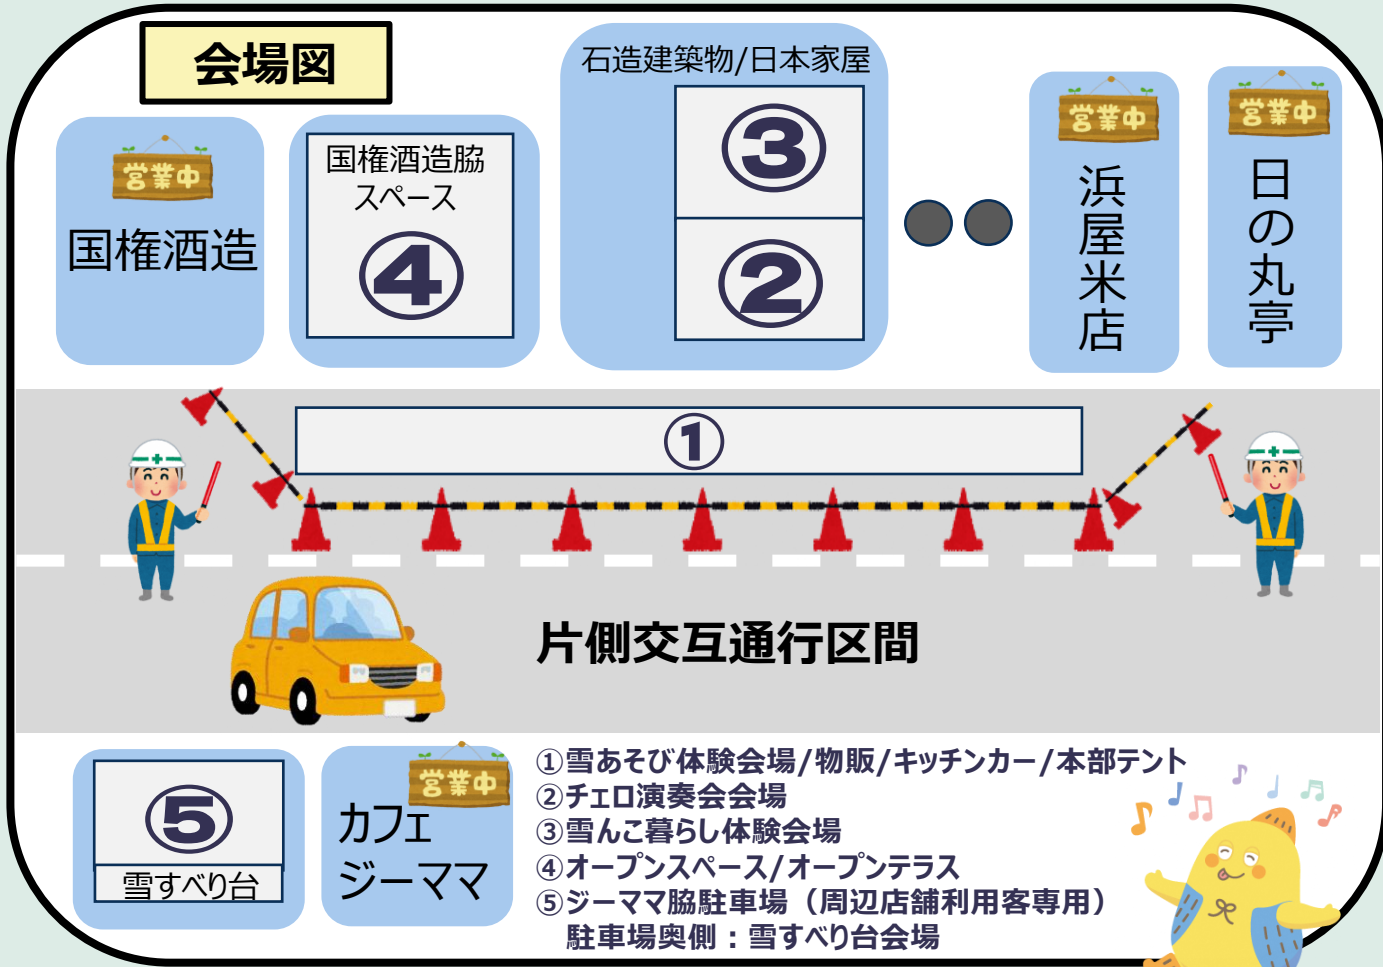 会場図
営業中
国権酒造
国権酒造脇
スペース
④
石造建築物/日本家屋
③
②
営業中
浜屋米店
営業中
日の丸亭
①
片側交互通行区間
⑤
雪すべり台
営業中
カフェ
ジーママ
①雪あそび体験会場/物販/キッチンカー/本部テント
②チェロ演奏会会場
③雪んこ暮らし体験会場
④オープンスペース/オープンテラス
⑤ジーママ脇駐車場（周辺店舗利用客専用）
駐車場奥側：雪すべり台会場